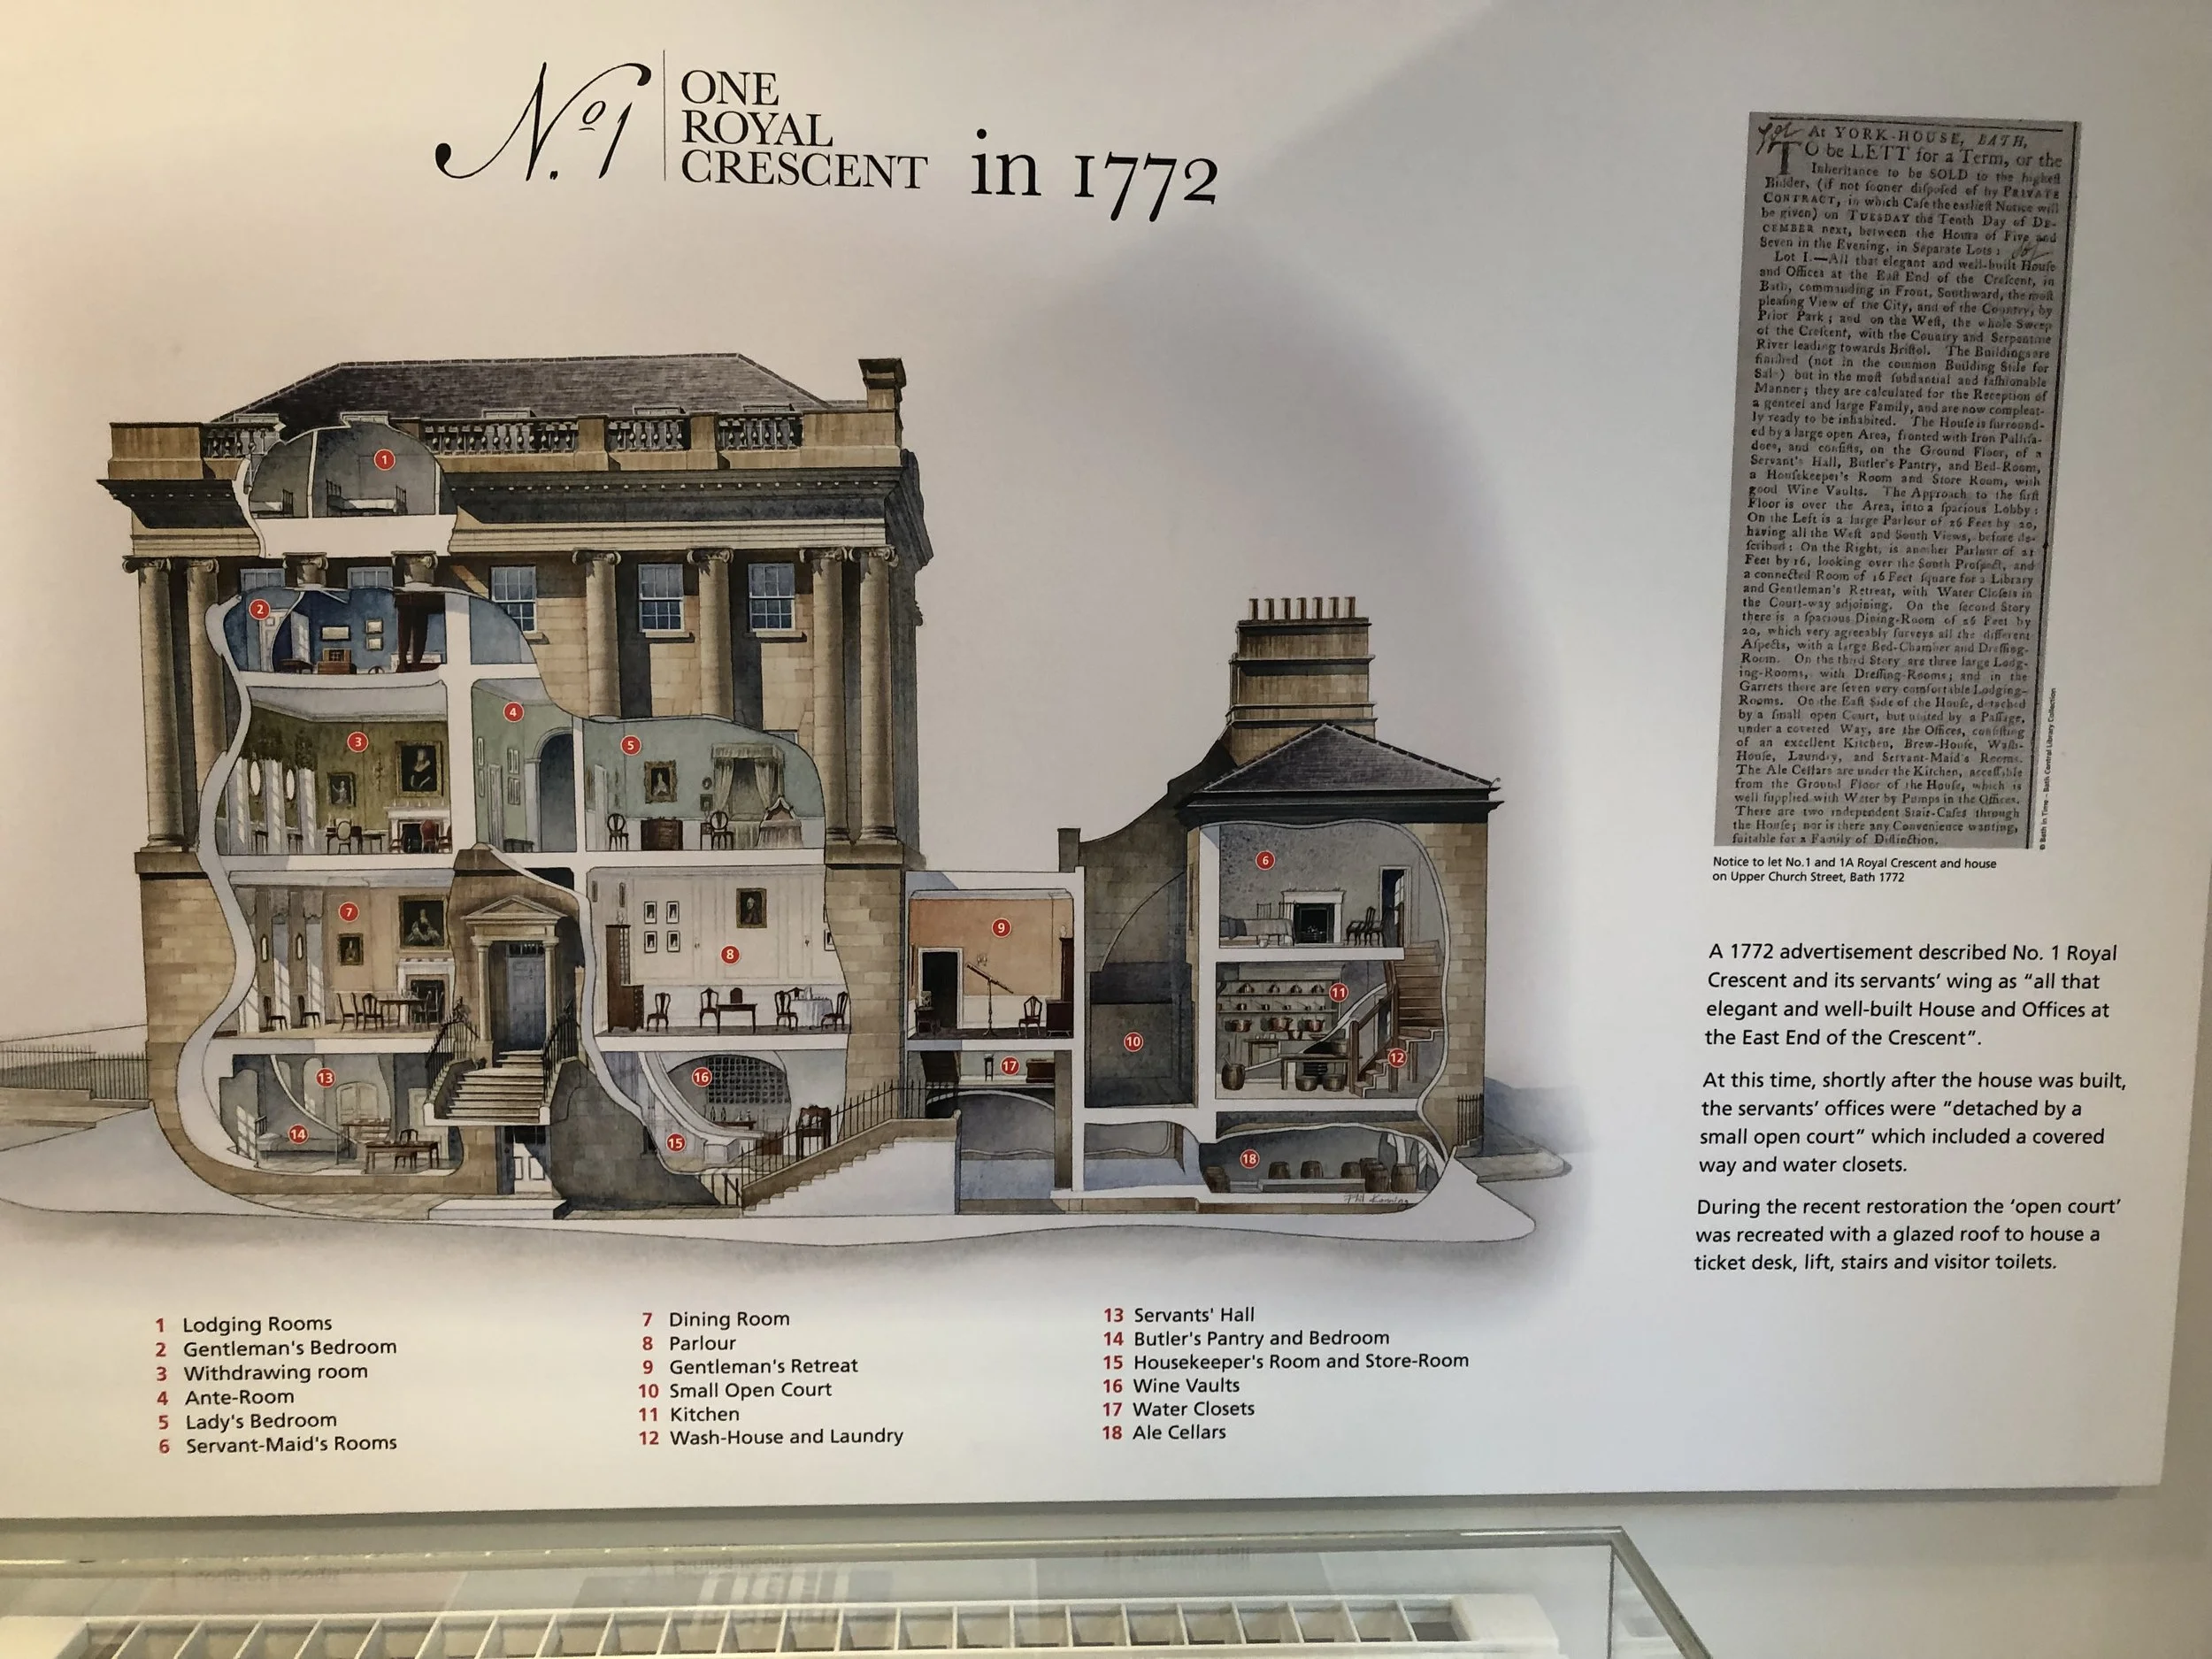 Nº.1
ONE
ROYAL
CRESCENT
in 1772
At YORK-HOUSE, BATH,
TO be LETT for a Term, or the
Inheritance to be SOLD to the highest
Bidder, (if not sooner disposed of by PRIVATE
CONTRACT, in which Case the earliest Notice will
be given) on TUESDAY the Tenth Day of DE-
CEMBER next, between the Hours of Five and
Seven in the Evening, in Separate Lots:
Lot I.—All that elegant and well-built House
and Offices at the East End of the Crescent, in
Bath, commanding in Front, Southward, the most
pleasing View of the City, and of the Country, by
Prior Park; and on the West, the whole Sweep
of the Crescent, with the Country and Serpentine
River leading towards Bristol. The Buildings are
finished (not in the common Building Stile for
Sale) but in the most substantial and fashionable
Manner; they are calculated for the Reception of
a genteel and large Family, and are now compleat-
ly ready to be inhabited. The House is surround-
ed by a large open Area, fronted with Iron Pallisa-
does, and consists, on the Ground Floor, of a
Servant's Hall, Butler's Pantry, and Bed-Room,
a Housekeeper's Room and Store Room, with
good Wine Vaults. The Approach to the first
Floor is over the Area, into a spacious Lobby:
On the Left is a large Parlour of 26 Feet by 20,
having all the West and South Views, before de-
scribed: On the Right, is another Parlour of 21
Feet by 16, looking over the South Prospect, and
a connected Room of 16 Feet square for a Library
and Gentleman's Retreat, with Water Closets in
the Court-way adjoining. On the second Story
there is a spacious Dining-Room of 26 Feet by
20, which very agreeably surveys all the different
Aspects, with a large Bed-Chamber and Dressing-
Room. On the third Story are three large Lodg-
ing-Rooms, with Dressing-Rooms; and in the
Garrets there are seven very comfortable Lodging-
Rooms. On the East Side of the House, detached
by a small open Court, but united by a Passage,
under a covered Way, are the Offices, consisting
of an excellent Kitchen, Brew-House, Wash-
House, Laundry, and Servant-Maid's Rooms.
The Ale Cellars are under the Kitchen, accessible
from the Ground Floor of the House, which is
well supplied with Water by Pumps in the Offices.
There are two independent Stair-Cases through
the House; nor is there any Convenience wanting,
suitable for a Family of Distinction.
© Bath in Time - Bath Central Library Collection
Notice to let No.1 and 1A Royal Crescent and house
on Upper Church Street, Bath 1772
A 1772 advertisement described No. 1 Royal
Crescent and its servants' wing as "all that
elegant and well-built House and Offices at
the East End of the Crescent".
At this time, shortly after the house was built,
the servants' offices were "detached by a
small open court" which included a covered
way and water closets.
During the recent restoration the 'open court'
was recreated with a glazed roof to house a
ticket desk, lift, stairs and visitor toilets.
1
2
3
4
5
6
7
8
9
10
11
12
13
14
15
16
17
18
1 Lodging Rooms
2 Gentleman's Bedroom
3 Withdrawing room
4 Ante-Room
5 Lady's Bedroom
6 Servant-Maid's Rooms
7 Dining Room
8 Parlour
9 Gentleman's Retreat
10 Small Open Court
11 Kitchen
12 Wash-House and Laundry
13 Servants' Hall
14 Butler's Pantry and Bedroom
15 Housekeeper's Room and Store-Room
16 Wine Vaults
17 Water Closets
18 Ale Cellars